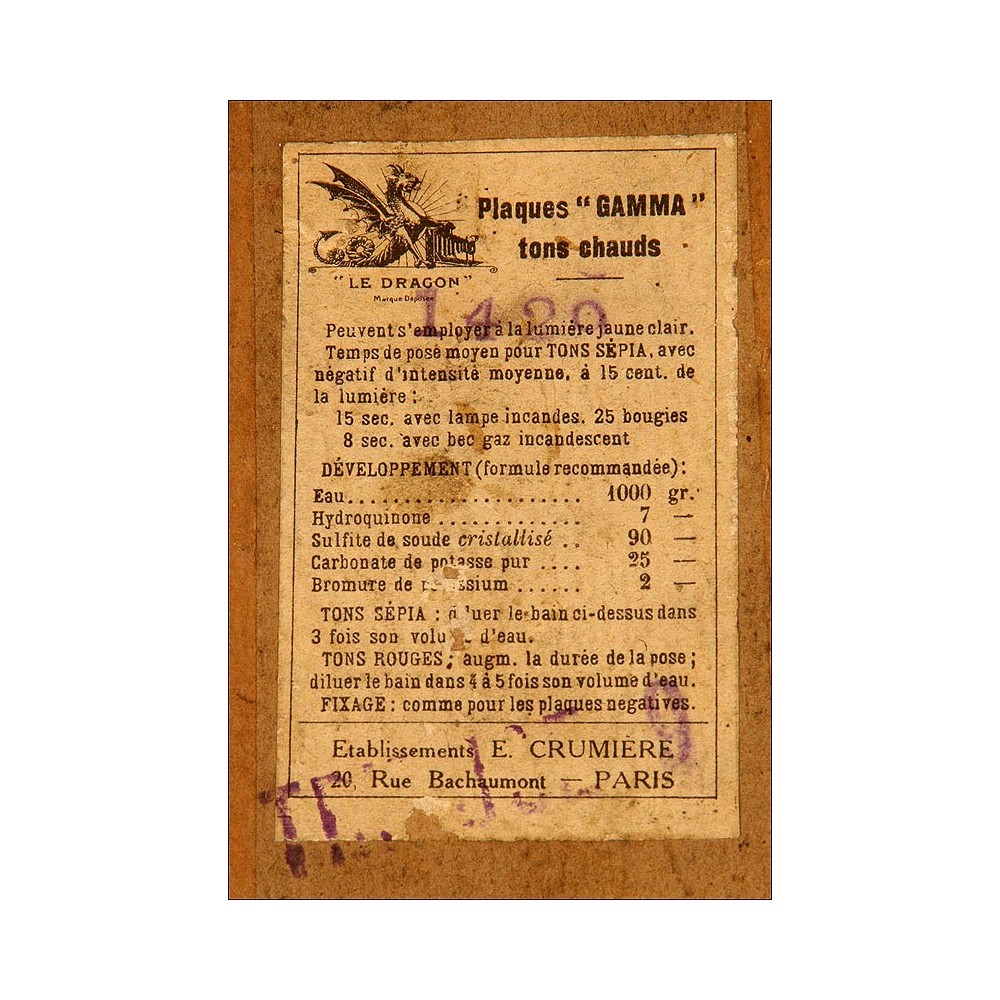 Plaques "GAMMA"
tons chauds
"LE DRAGON"
Marque Déposée
1420
Peuvent s'employer à la lumière jaune clair.
Temps de pose moyen pour TONS SÉPIA, avec
négatif d'intensité moyenne, à 15 cent. de
la lumière :
15 sec. avec lampe incandes. 25 bougies
8 sec. avec bec gaz incandescent
DÉVELOPPEMENT (formule recommandée) :
Eau...................... 1000 gr.
Hydroquinone ............. 7 —
Sulfite de soude cristallisé .. 90 —
Carbonate de potasse pur .... 25 —
Bromure de ...... 2 —
TONS SÉPIA : diluer le bain ci-dessus dans
3 fois son volume d'eau.
TONS ROUGES : augm. la durée de la pose ;
diluer le bain dans 4 à 5 fois son volume d'eau.
FIXAGE : comme pour les plaques negatives.
Etablissements E. CRUMIÈRE
20, Rue Bachaumont — PARIS